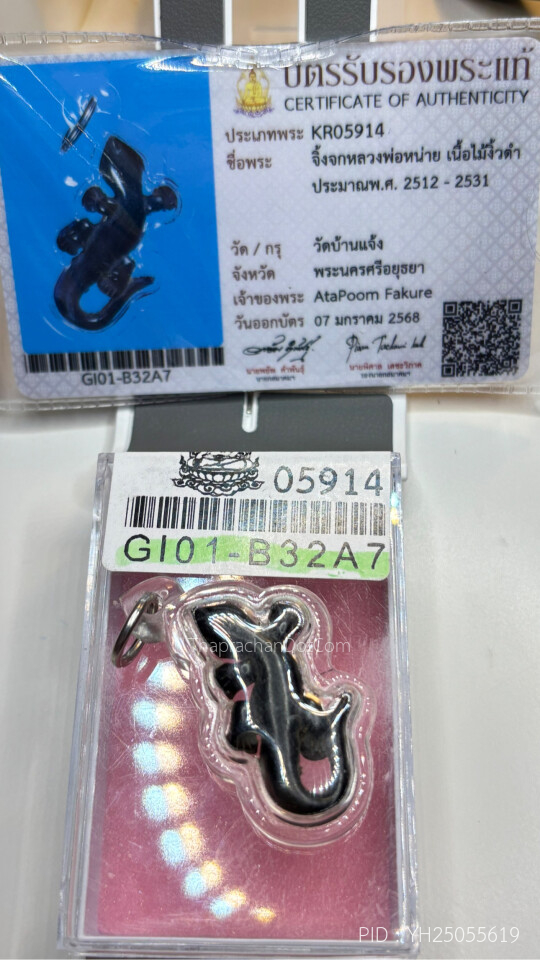 บัตรรับรองพระแท้
CERTIFICATE OF AUTHENTICITY
ประเภทพระ KR05914
ชื่อพระ จิ้งจกหลวงพ่อหน่าย เนื้อไม้งิ้วดำ
ประมาณพ.ศ. 2512 - 2531
วัด / กรุ วัดบ้านแจ้ง
จังหวัด พระนครศรีอยุธยา
เจ้าของพระ AtaPoom Fakure
วันออกบัตร 07 มกราคม 2568
GI01-B32A7
05914
GI01-B32A7
PID : YH25055619